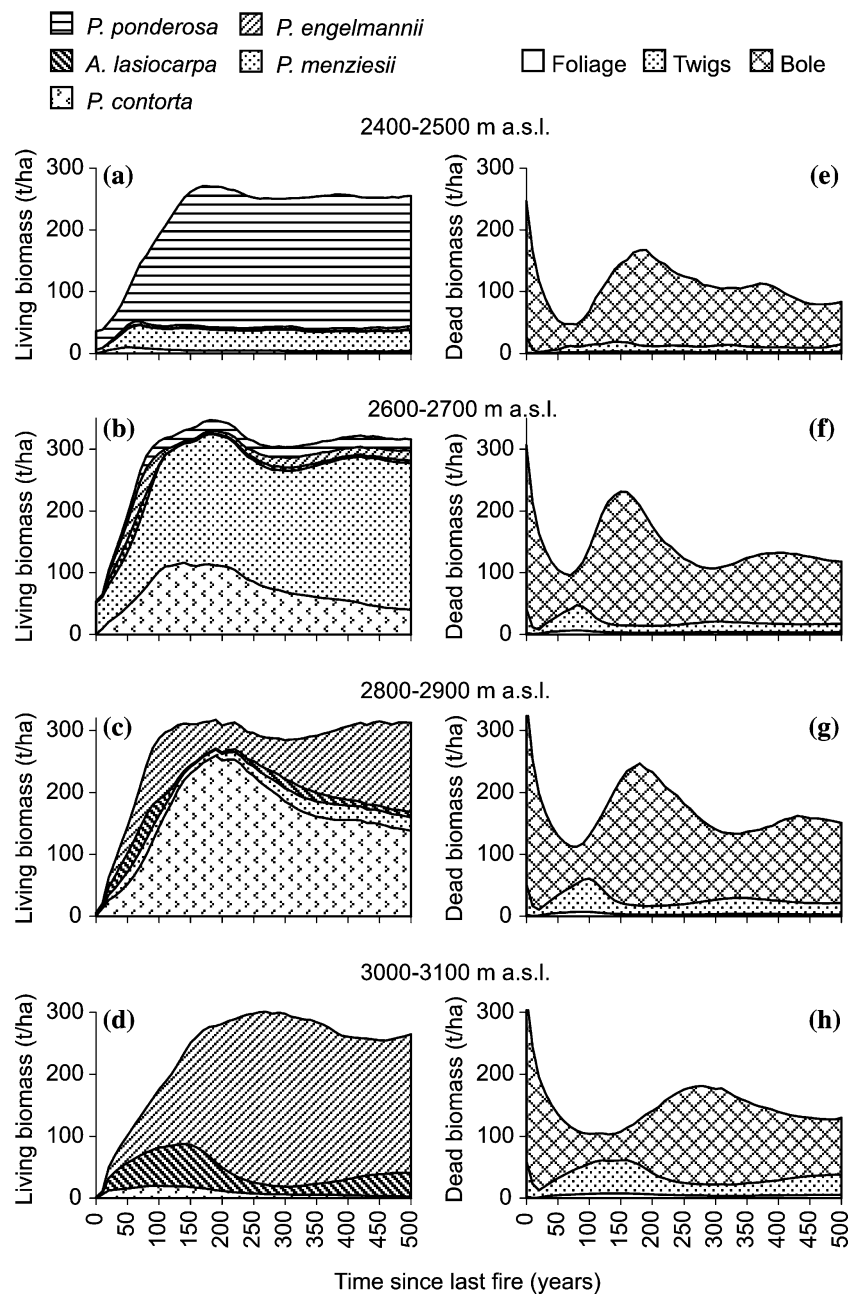 P. ponderosa
P. engelmannii
A. lasiocarpa
P. menziesii
P. contorta
Foliage
Twigs
Bole
2400-2500 m a.s.l.
(a)
Living biomass (t/ha)
300
200
100
0
(e)
Dead biomass (t/ha)
300
200
100
0
2600-2700 m a.s.l.
(b)
Living biomass (t/ha)
300
200
100
0
(f)
Dead biomass (t/ha)
300
200
100
0
2800-2900 m a.s.l.
(c)
Living biomass (t/ha)
300
200
100
0
(g)
Dead biomass (t/ha)
300
200
100
0
3000-3100 m a.s.l.
(d)
Living biomass (t/ha)
300
200
100
0
0 50 100 150 200 250 300 350 400 450 500
(h)
Dead biomass (t/ha)
300
200
100
0
0 50 100 150 200 250 300 350 400 450 500
Time since last fire (years)